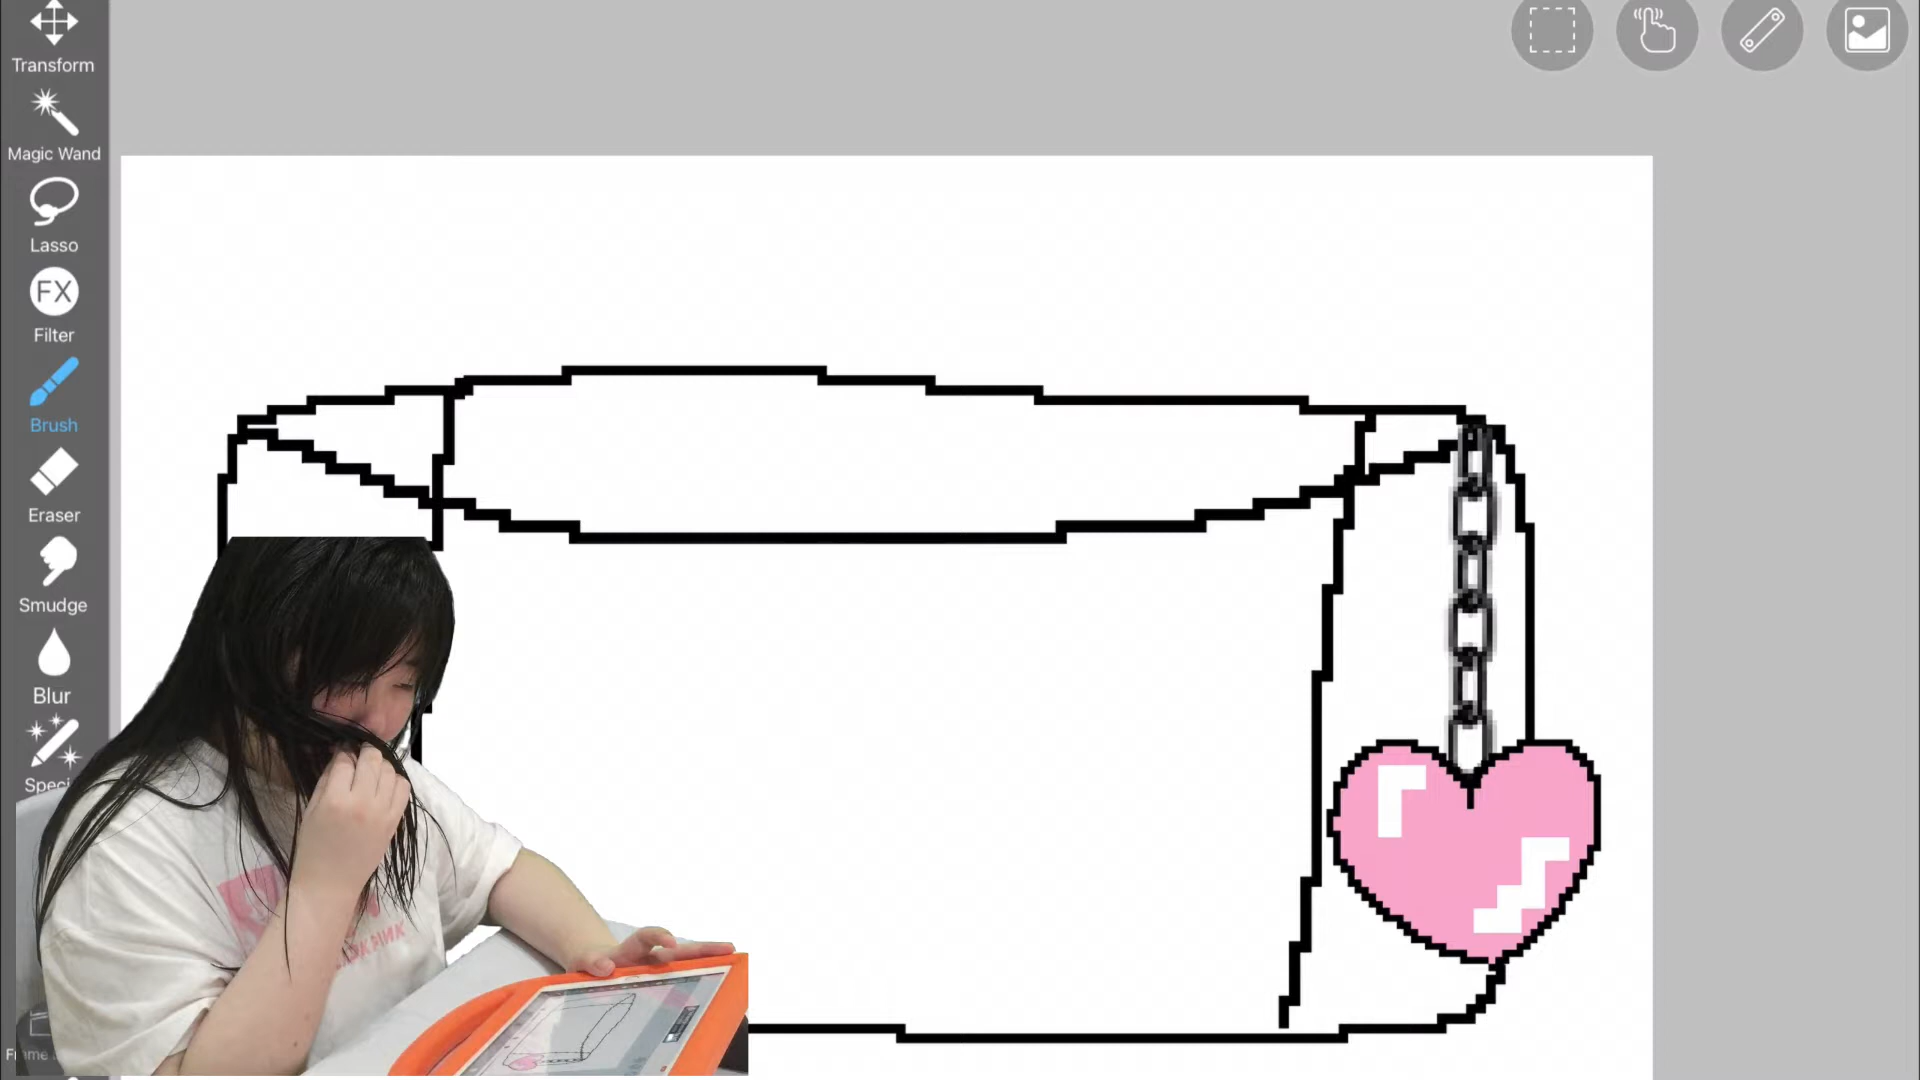 Transform
Magic Wand
Lasso
FX
Filter
Brush
Eraser
Smudge
Blur